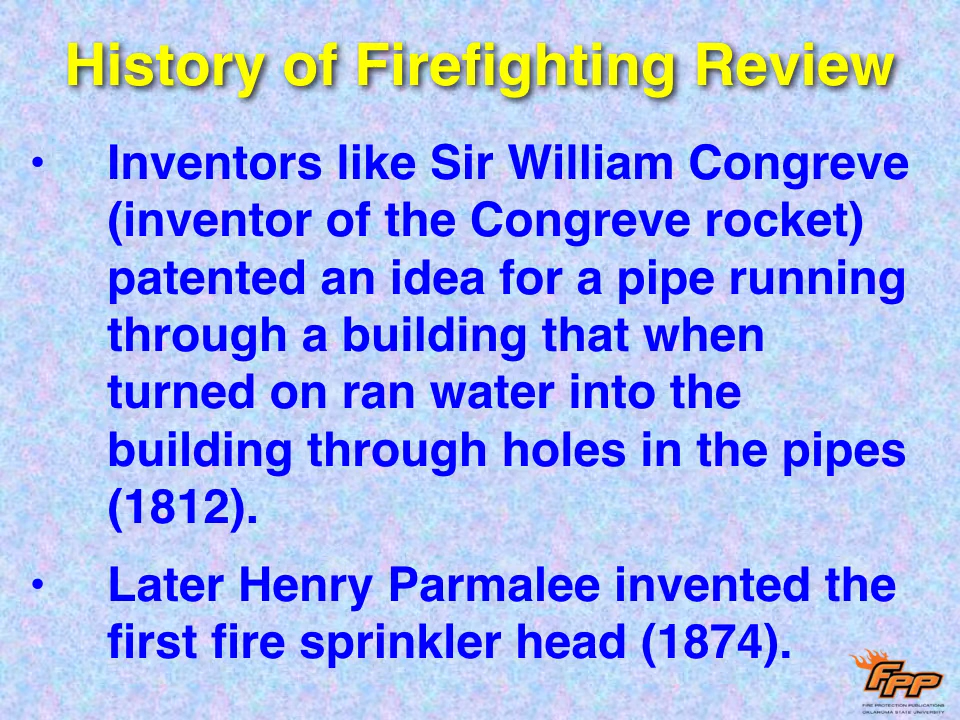 History of Firefighting Review
• Inventors like Sir William Congreve
(inventor of the Congreve rocket)
patented an idea for a pipe running
through a building that when
turned on ran water into the
building through holes in the pipes
(1812).
• Later Henry Parmalee invented the
first fire sprinkler head (1874).
FPP
FIRE PROTECTION PUBLICATIONS
OKLAHOMA STATE UNIVERSITY